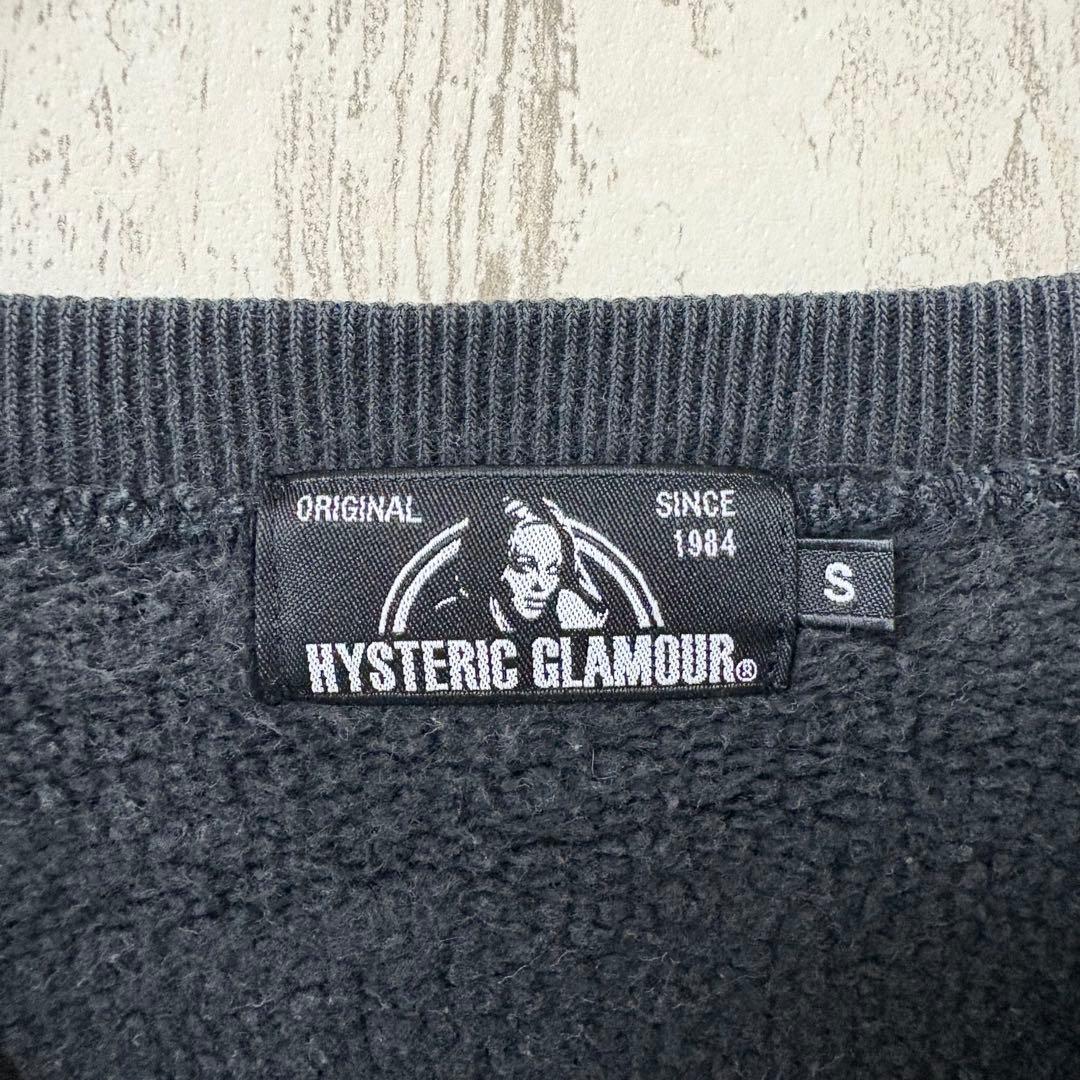 ORIGINAL
SINCE
1984
HYSTERIC GLAMOUR®
S